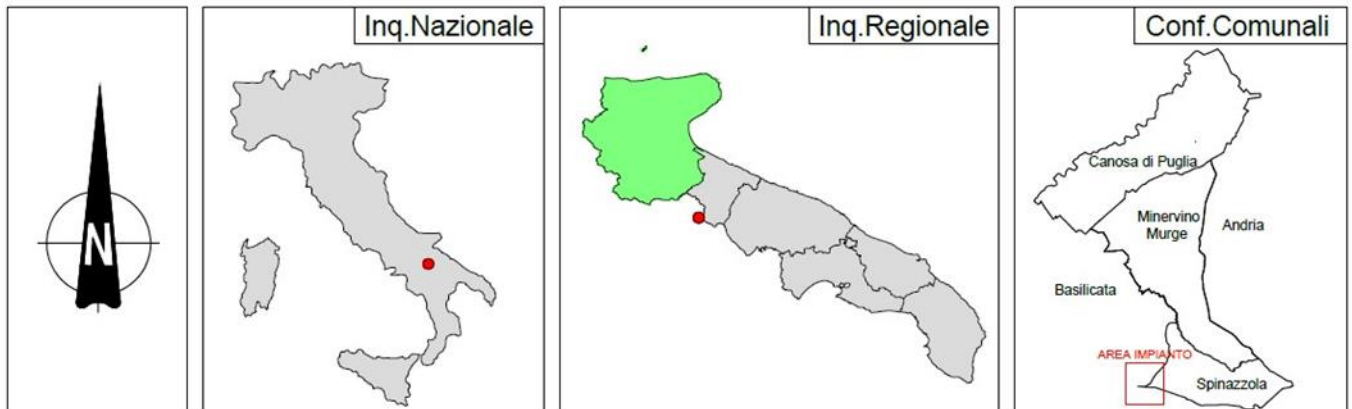 Inq.Nazionale
Inq.Regionale
Conf.Comunali
N
Canosa di Puglia
Minervino
Murge
Andria
Basilicata
AREA IMPIANTO
Spinazzola